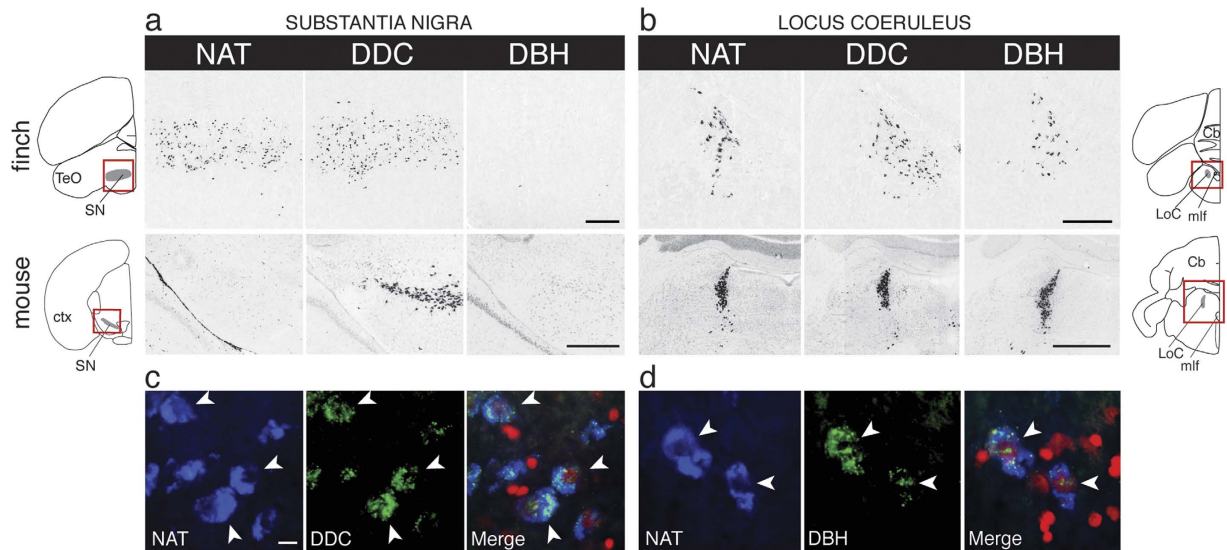 a
SUBSTANTIA NIGRA
b
LOCUS COERULEUS
NAT DDC DBH
NAT DDC DBH
finch
TeO
SN
Cb
LoC
mlf
mouse
ctx
SN
Cb
LoC
mlf
c
d
NAT DDC Merge
NAT DBH Merge